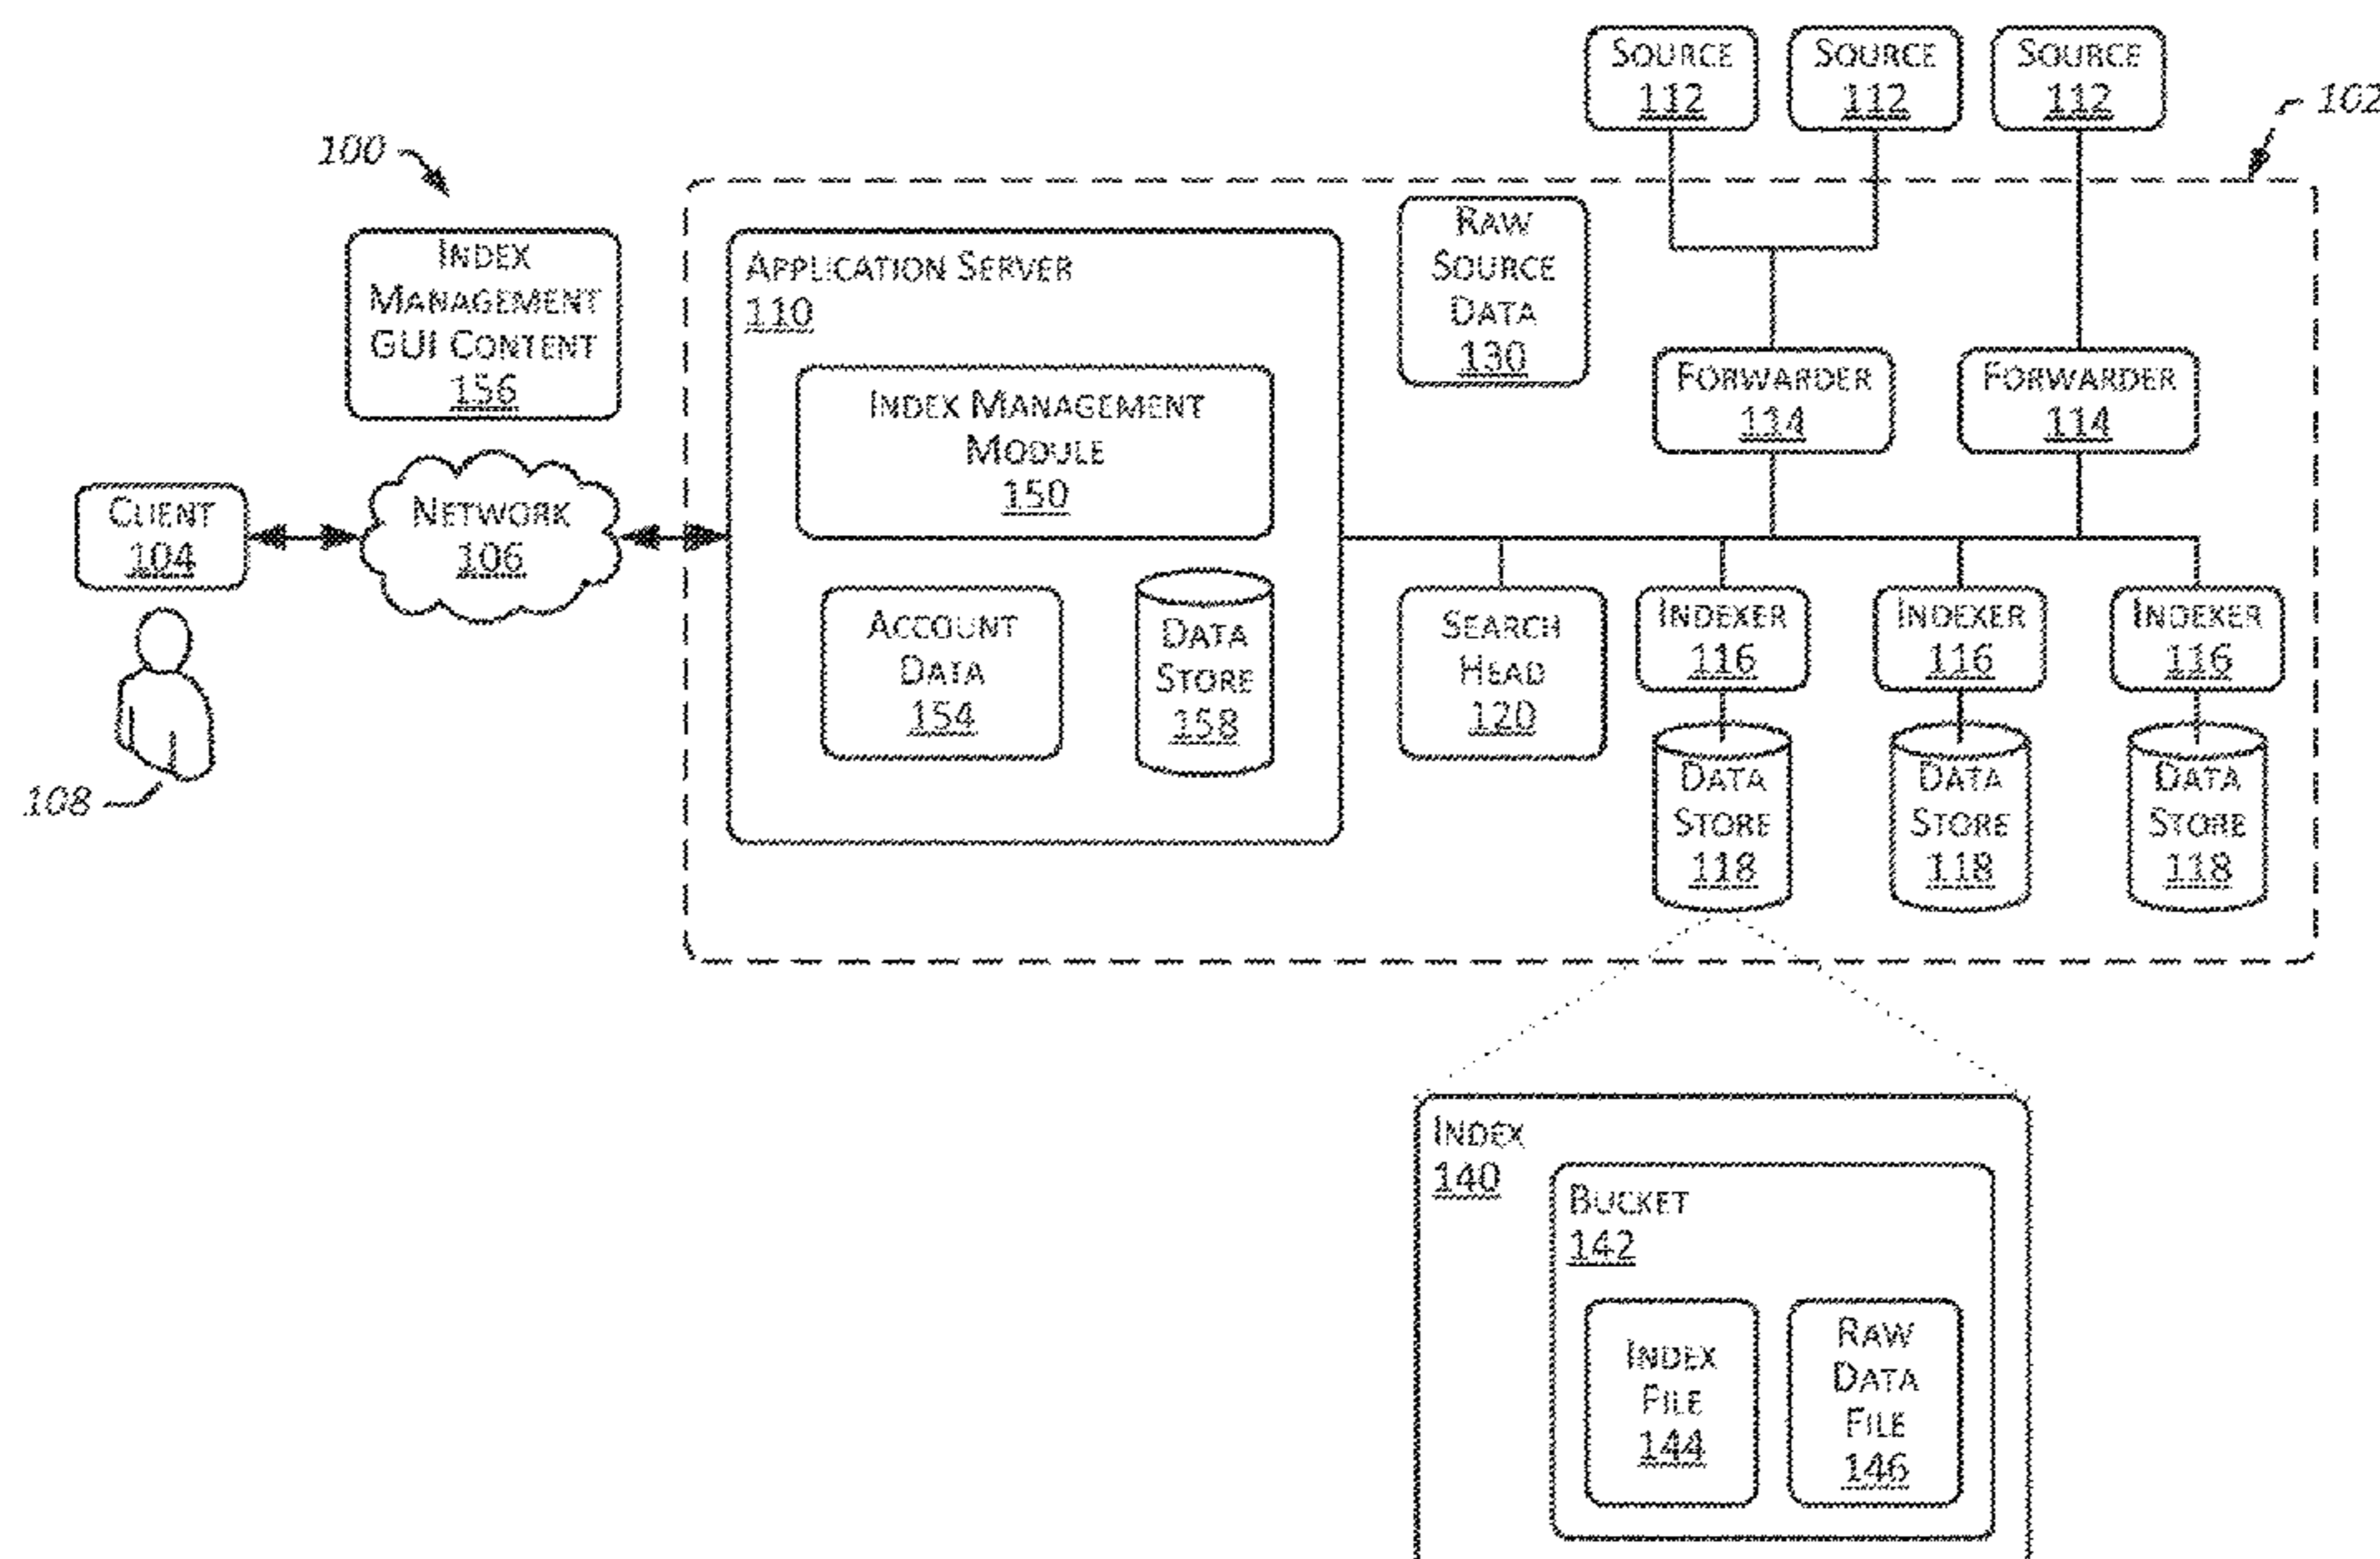 SOURCE
112
SOURCE
112
SOURCE
112
102
100
INDEX
MANAGEMENT
GUI CONTENT
156
APPLICATION SERVER
110
RAW
SOURCE
DATA
130
INDEX MANAGEMENT
MODULE
150
FORWARDER
114
FORWARDER
114
CLIENT
104
NETWORK
106
ACCOUNT
DATA
154
DATA
STORE
158
SEARCH
HEAD
120
INDEXER
116
INDEXER
116
INDEXER
116
DATA
STORE
118
DATA
STORE
118
DATA
STORE
118
108
INDEX
140
BUCKET
142
INDEX
FILE
144
RAW
DATA
FILE
146